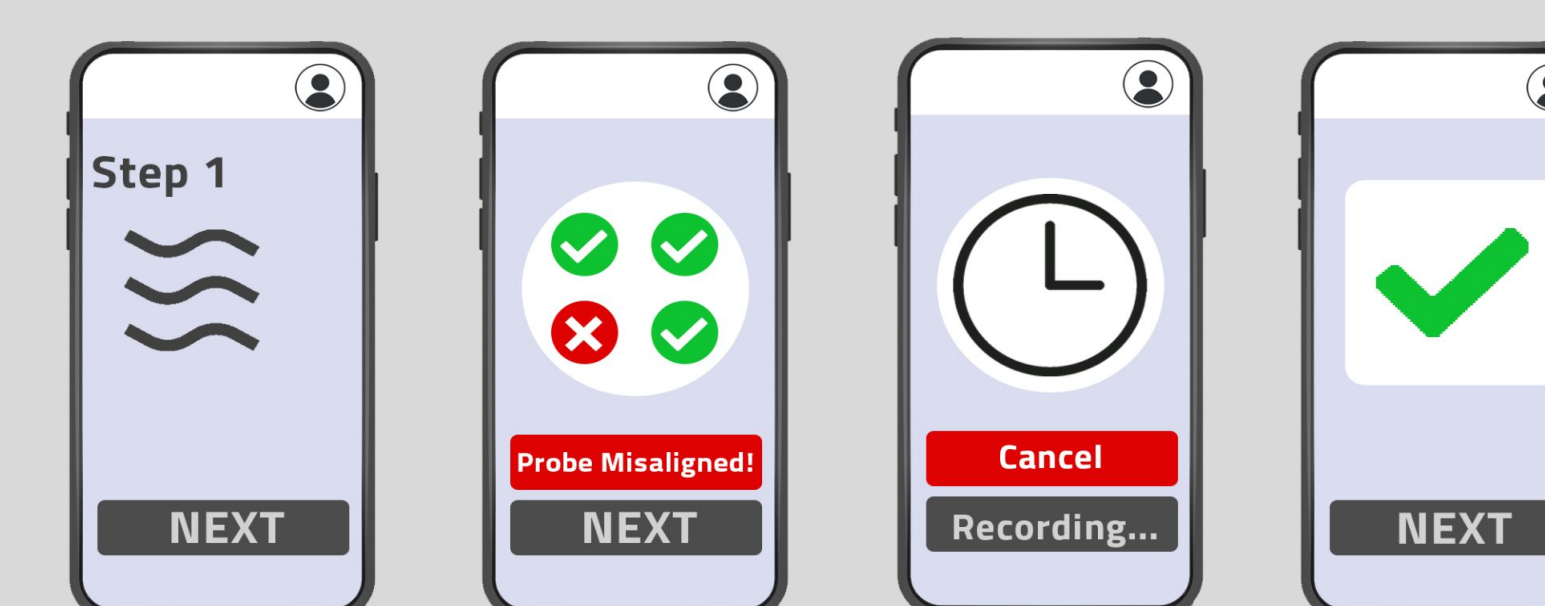 Step 1
NEXT
Probe Misaligned!
NEXT
Cancel
Recording...
NEXT